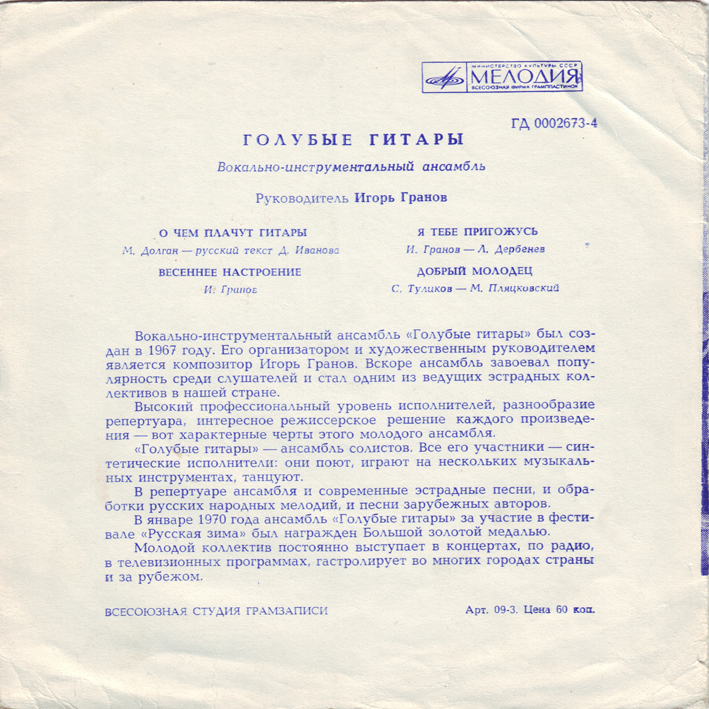 МИНИСТЕРСТВО КУЛЬТУРЫ СССР
МЕЛОДИЯ
ВСЕСОЮЗНАЯ ФИРМА ГРАМПЛАСТИНОК
ГД 0002673-4
ГОЛУБЫЕ ГИТАРЫ
Вокально-инструментальный ансамбль
Руководитель Игорь Гранов
О ЧЕМ ПЛАЧУТ ГИТАРЫ
М. Долган — русский текст Д. Иванова
ВЕСЕННЕЕ НАСТРОЕНИЕ
И. Гранов
Я ТЕБЕ ПРИГОЖУСЬ
И. Гранов — Л. Дербенев
ДОБРЫЙ МОЛОДЕЦ
С. Туликов — М. Пляцковский
Вокально-инструментальный ансамбль «Голубые гитары» был соз-
дан в 1967 году. Его организатором и художественным руководителем
является композитор Игорь Гранов. Вскоре ансамбль завоевал попу-
лярность среди слушателей и стал одним из ведущих эстрадных кол-
лективов в нашей стране.
Высокий профессиональный уровень исполнителей, разнообразие
репертуара, интересное режиссерское решение каждого произведе-
ния — вот характерные черты этого молодого ансамбля.
«Голубые гитары» — ансамбль солистов. Все его участники — син-
тетические исполнители: они поют, играют на нескольких музыкаль-
ных инструментах, танцуют.
В репертуаре ансамбля и современные эстрадные песни, и обра-
ботки русских народных мелодий, и песни зарубежных авторов.
В январе 1970 года ансамбль «Голубые гитары» за участие в фести-
вале «Русская зима» был награжден Большой золотой медалью.
Молодой коллектив постоянно выступает в концертах, по радио,
в телевизионных программах, гастролирует во многих городах страны
и за рубежом.
ВСЕСОЮЗНАЯ СТУДИЯ ГРАМЗАПИСИ
Арт. 09-3. Цена 60 коп.